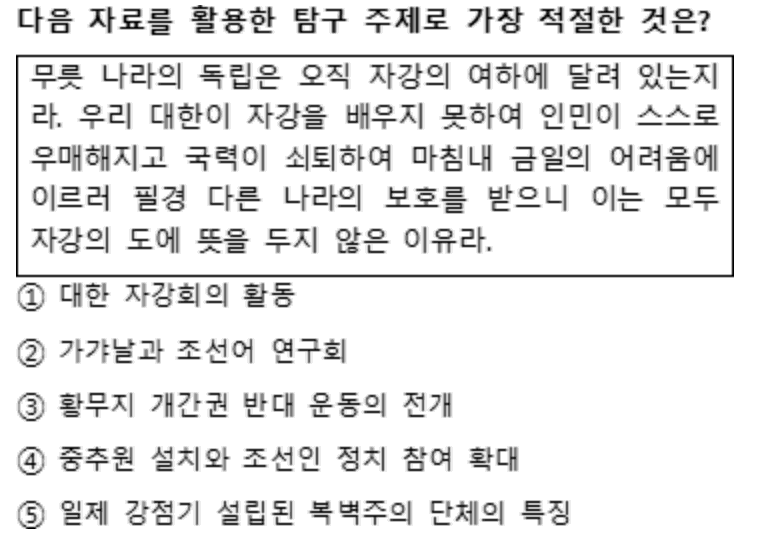 다음 자료를 활용한 탐구 주제로 가장 적절한 것은?
무릇 나라의 독립은 오직 자강의 여하에 달려 있는지
라. 우리 대한이 자강을 배우지 못하여 인민이 스스로
우매해지고 국력이 쇠퇴하여 마침내 금일의 어려움에
이르러 필경 다른 나라의 보호를 받으니 이는 모두
자강의 도에 뜻을 두지 않은 이유라.
① 대한 자강회의 활동
② 가갸날과 조선어 연구회
③ 황무지 개간권 반대 운동의 전개
④ 중추원 설치와 조선인 정치 참여 확대
⑤ 일제 강점기 설립된 복벽주의 단체의 특징